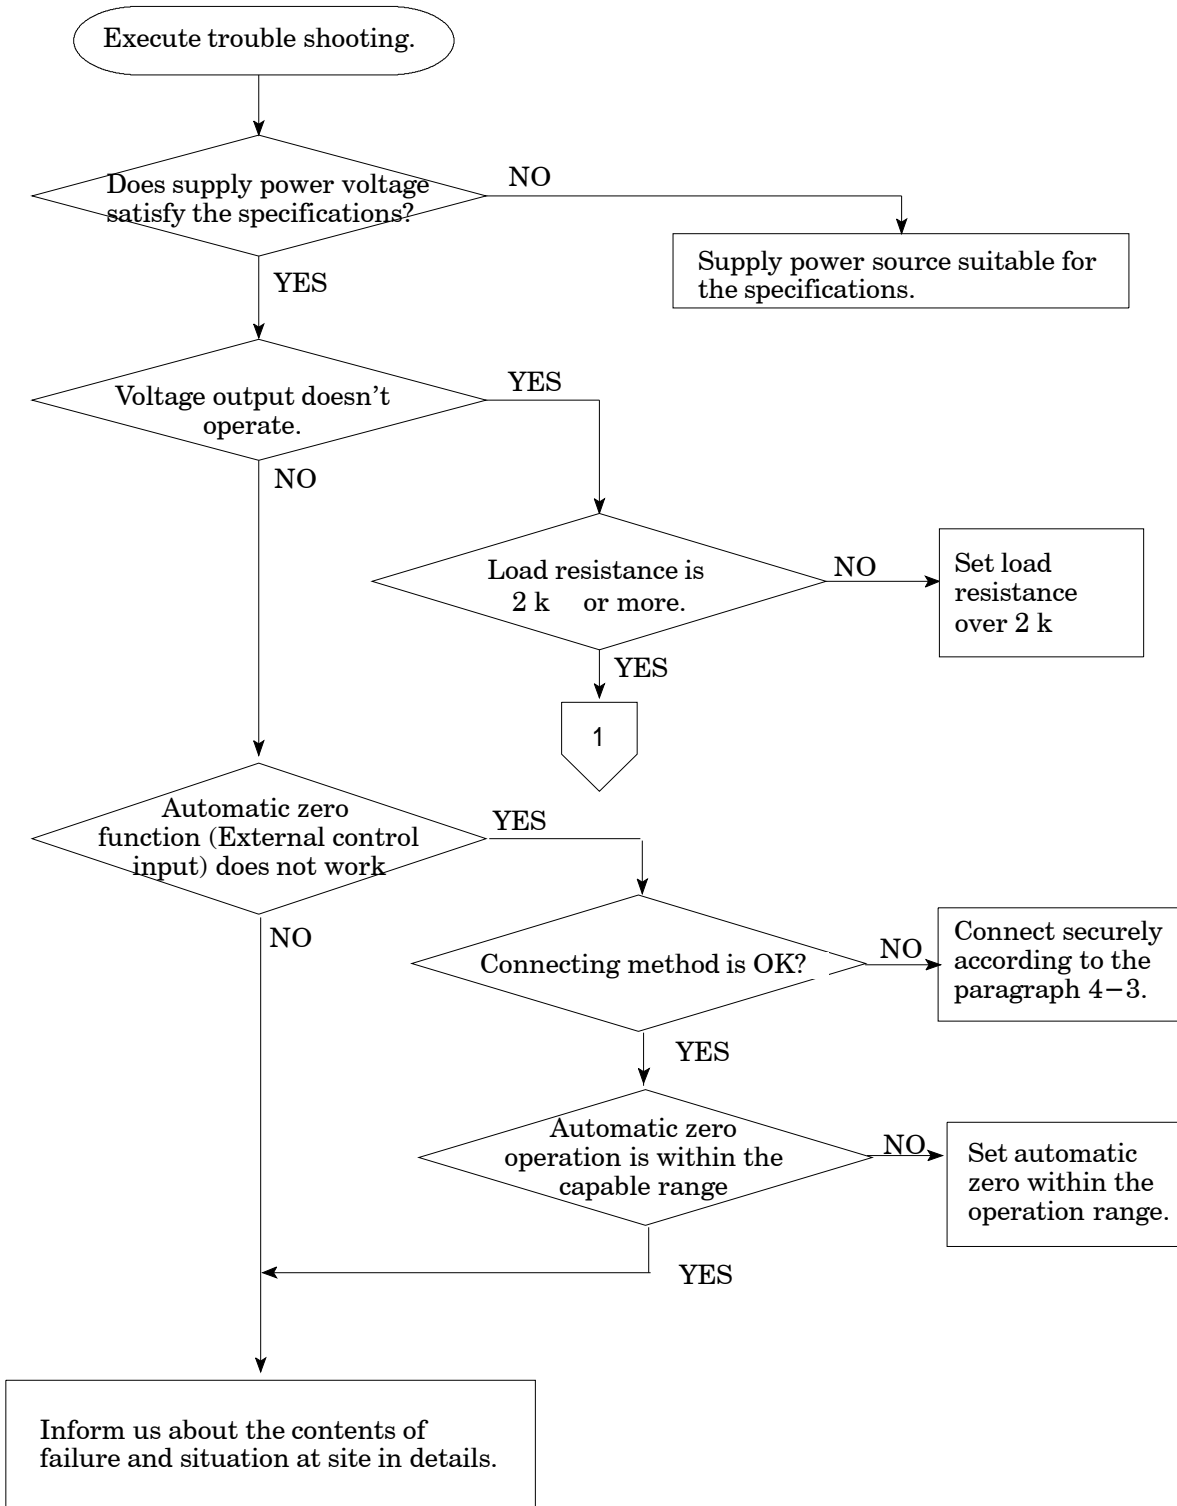 Execute trouble shooting.
Does supply power voltage
satisfy the specifications?
NO
Supply power source suitable for
the specifications.
YES
Voltage output doesn’t
operate.
YES
NO
Load resistance is
2 k or more.
NO
Set load
resistance
over 2 k
YES
1
Automatic zero
function (External control
input) does not work
YES
NO
Connecting method is OK?
NO
Connect securely
according to the
paragraph 4−3.
YES
Automatic zero
operation is within the
capable range
NO
Set automatic
zero within the
operation range.
YES
Inform us about the contents of
failure and situation at site in details.